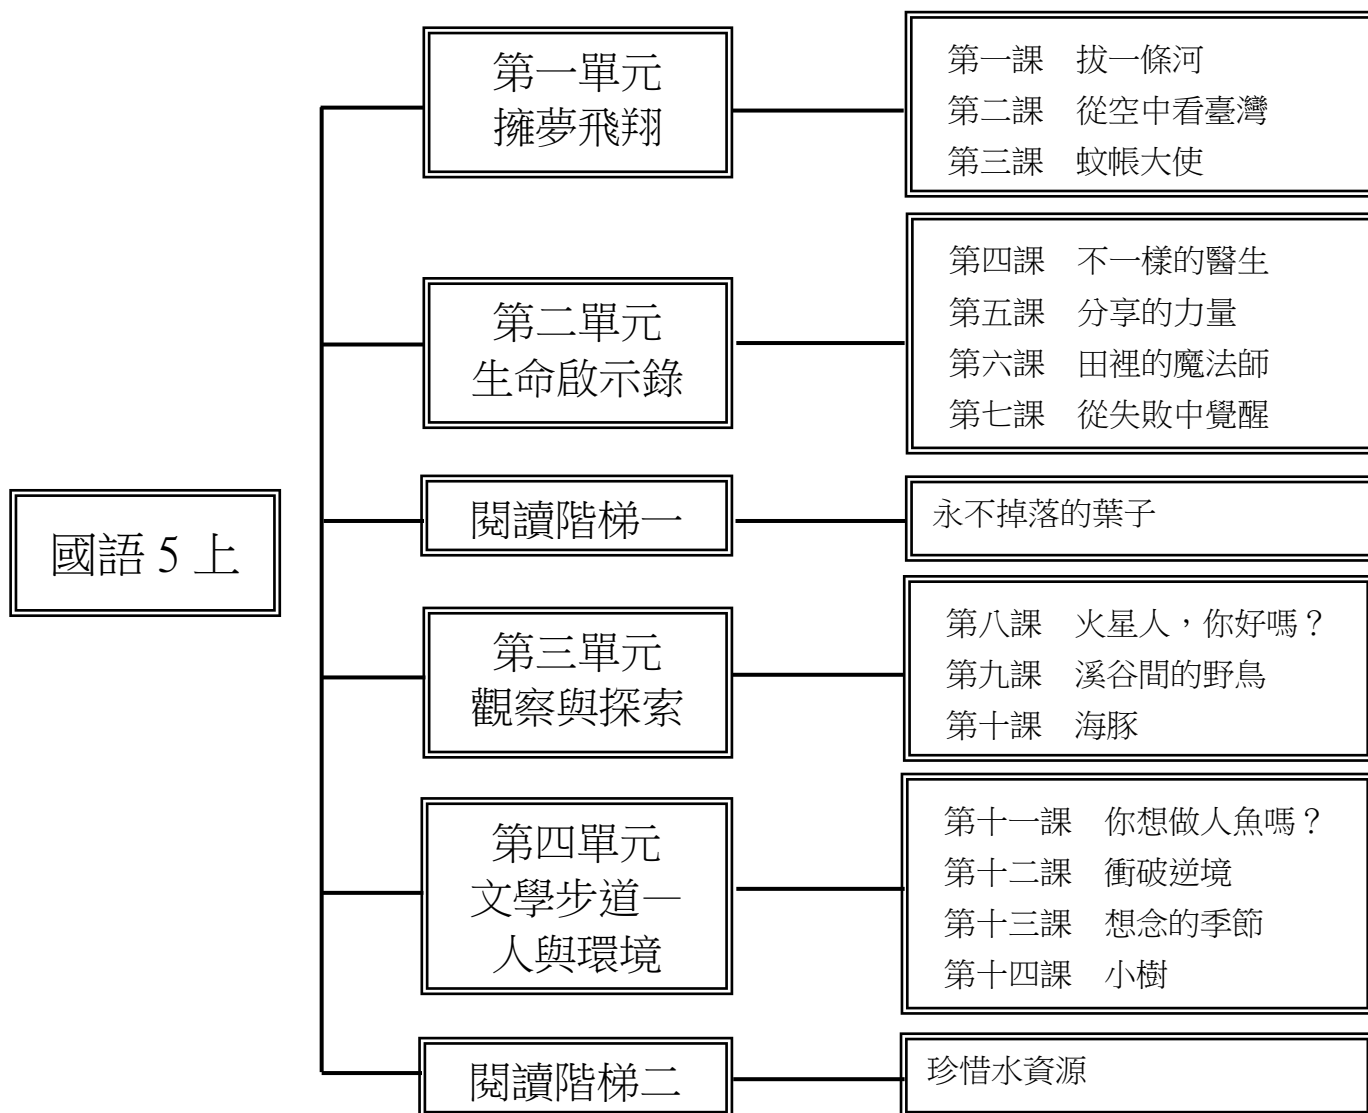 國語 5 上
第一單元
擁夢飛翔
第一課　拔一條河
第二課　從空中看臺灣
第三課　蚊帳大使
第二單元
生命啟示錄
第四課　不一樣的醫生
第五課　分享的力量
第六課　田裡的魔法師
第七課　從失敗中覺醒
閱讀階梯一
永不掉落的葉子
第三單元
觀察與探索
第八課　火星人，你好嗎？
第九課　溪谷間的野鳥
第十課　海豚
第四單元
文學步道－
人與環境
第十一課　你想做人魚嗎？
第十二課　衝破逆境
第十三課　想念的季節
第十四課　小樹
閱讀階梯二
珍惜水資源